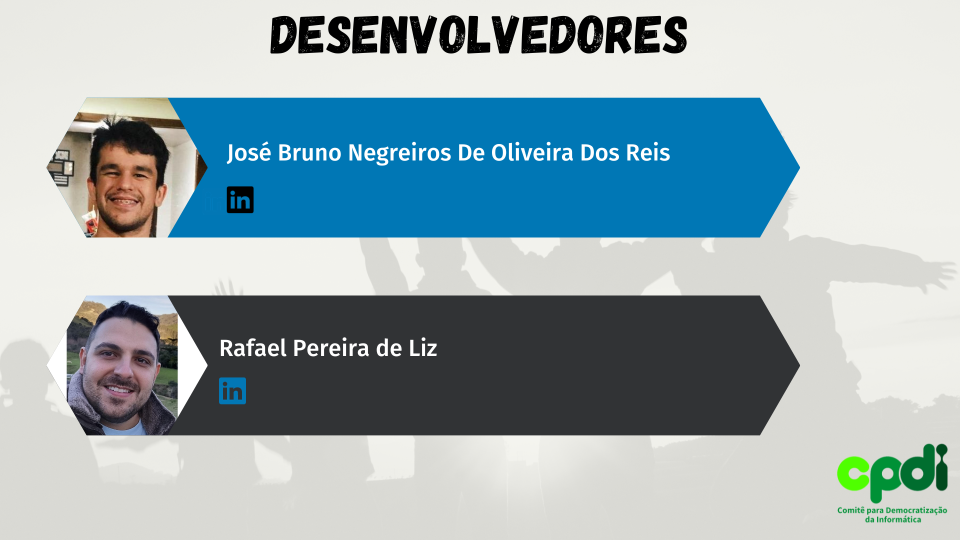 DESENVOLVEDORES
José Bruno Negreiros De Oliveira Dos Reis
in
Rafael Pereira de Liz
in
cpdi
Comitê para Democratização
da Informática